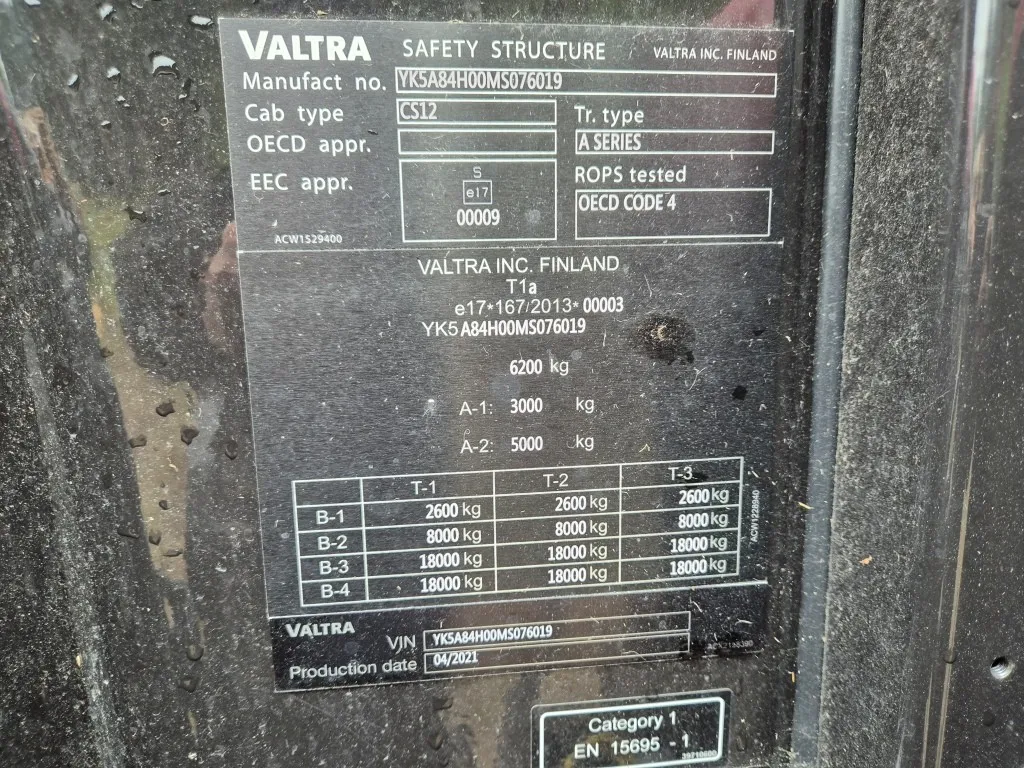 VALTRA SAFETY STRUCTURE VALTRA INC. FINLAND
Manufact no. YK5A84H00MS076019
Cab type CS12 Tr. type
OECD appr. A SERIES
EEC appr. S ROPS tested
e17 OECD CODE 4
00009
ACW1529400
VALTRA INC. FINLAND
T1a
e17*167/2013*00003
YK5A84H00MS076019
6200 kg
A-1: 3000 kg
A-2: 5000 kg
T-1 T-2 T-3
B-1 2600 kg 2600 kg 2600 kg
B-2 8000 kg 8000 kg 8000 kg
B-3 18000 kg 18000 kg 18000 kg
B-4 18000 kg 18000 kg 18000 kg
ACW1228940
VALTRA
VIN YK5A84H00MS076019
Production date 04/2021
Category 1
EN 15695 - 1